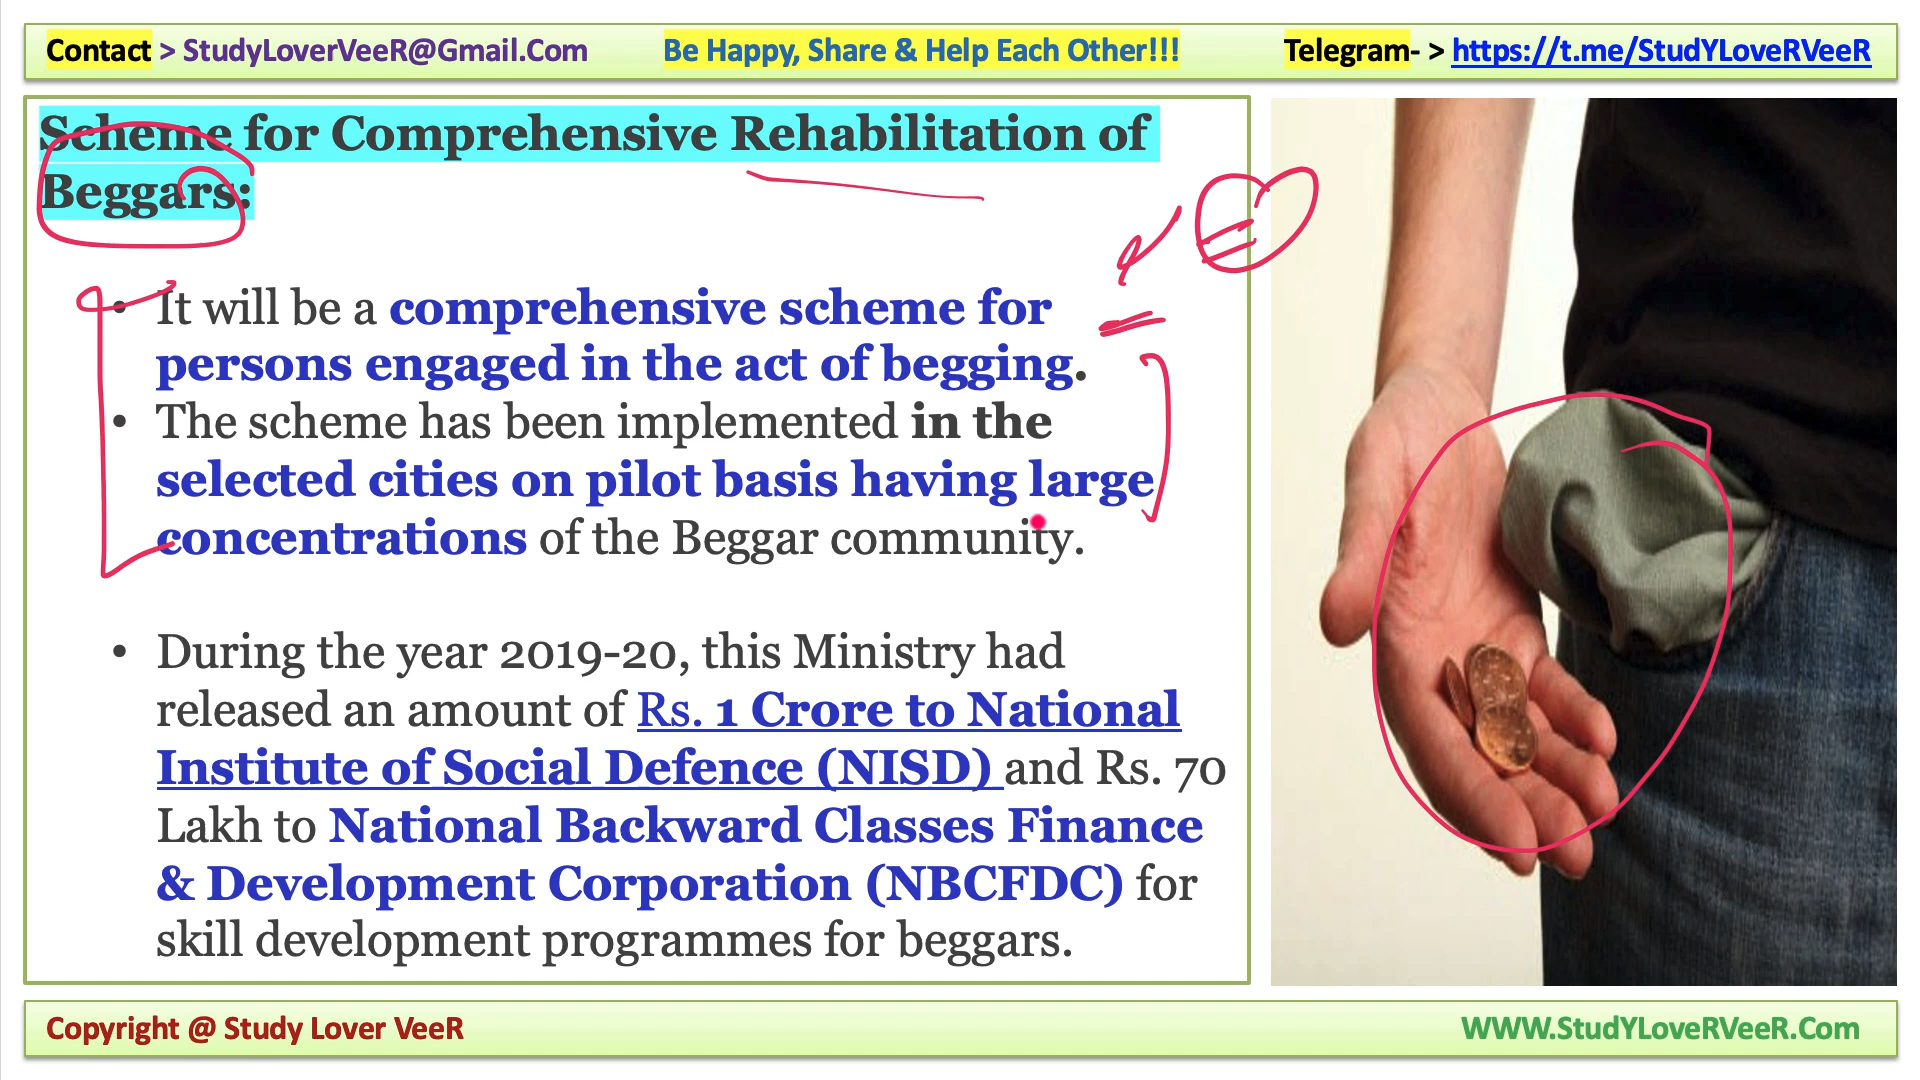 Contact > StudyLoverVeeR@Gmail.Com Be Happy, Share & Help Each Other!!! Telegram- > https://t.me/StudYLoveRVeeR
Scheme for Comprehensive Rehabilitation of
Beggars:
• It will be a comprehensive scheme for
persons engaged in the act of begging.
• The scheme has been implemented in the
selected cities on pilot basis having large
concentrations of the Beggar community.
• During the year 2019-20, this Ministry had
released an amount of Rs. 1 Crore to National
Institute of Social Defence (NISD) and Rs. 70
Lakh to National Backward Classes Finance
& Development Corporation (NBCFDC) for
skill development programmes for beggars.
Copyright @ Study Lover VeeR WWW.StudYLoveRVeeR.Com